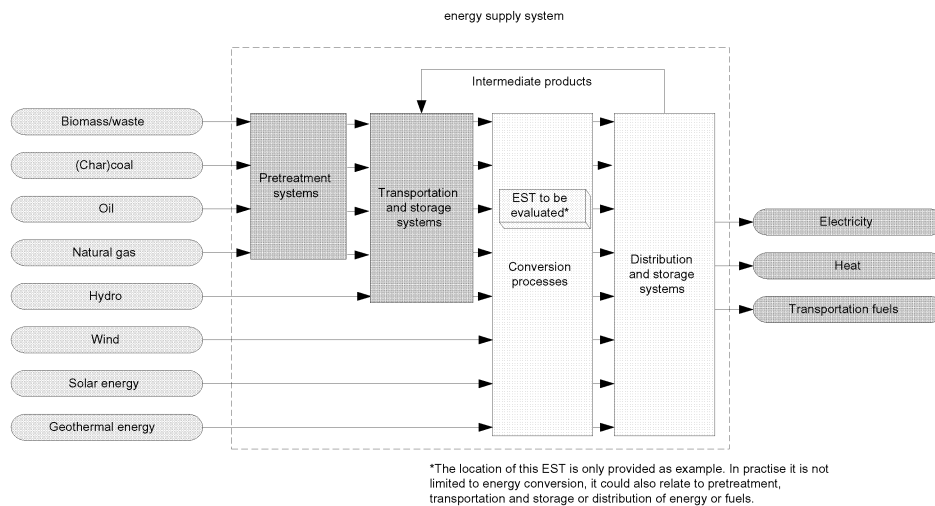 energy supply system
Intermediate products
Biomass/waste
(Char)coal
Oil
Natural gas
Hydro
Wind
Solar energy
Geothermal energy
Pretreatment
systems
Transportation
and storage
systems
EST to be
evaluated*
Conversion
processes
Distribution
and storage
systems
Electricity
Heat
Transportation fuels
*The location of this EST is only provided as example. In practise it is not
limited to energy conversion, it could also relate to pretreatment,
transportation and storage or distribution of energy or fuels.